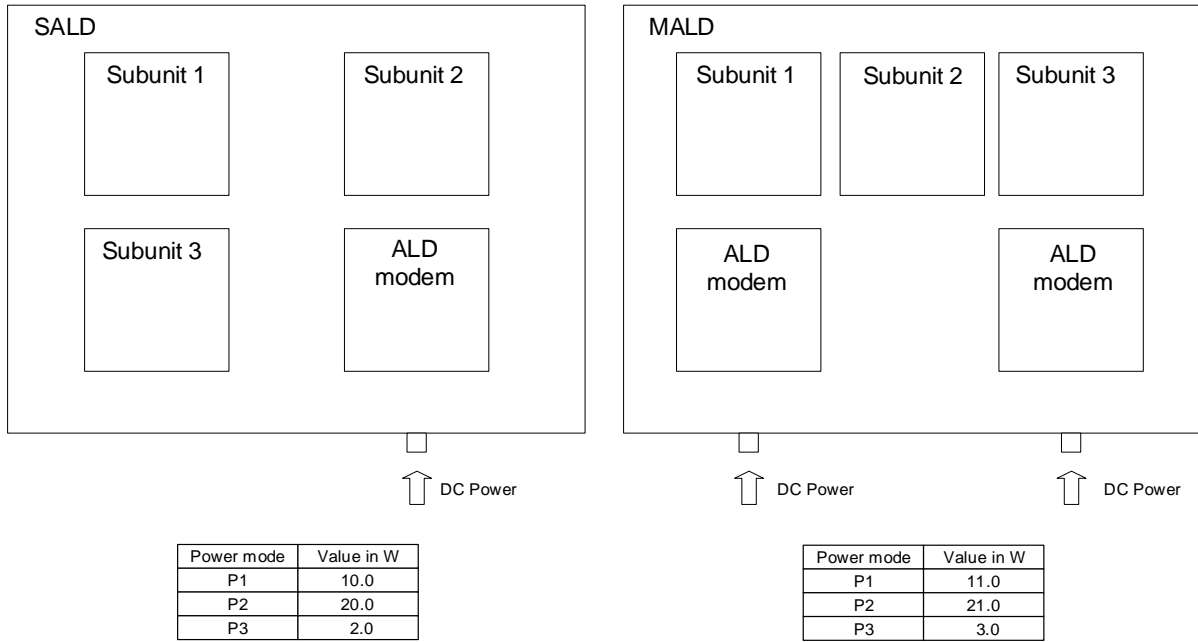 SALD
Subunit 1
Subunit 2
Subunit 3
ALD
modem
DC Power
Power mode Value in W
P1 10.0
P2 20.0
P3 2.0
MALD
Subunit 1
Subunit 2
Subunit 3
ALD
modem
ALD
modem
DC Power
DC Power
Power mode Value in W
P1 11.0
P2 21.0
P3 3.0